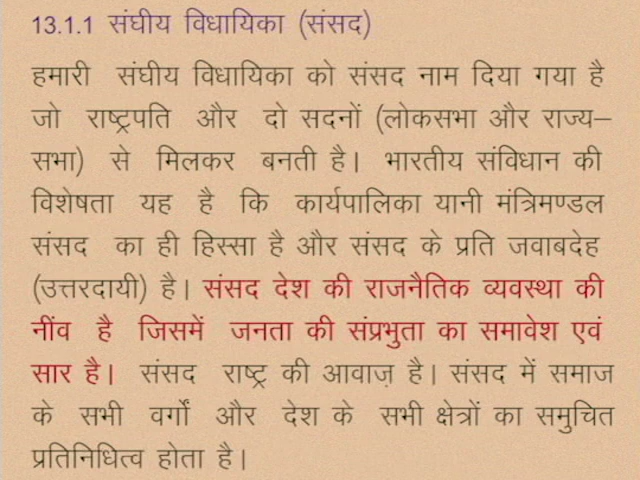 13.1.1 संघीय विधायिका (संसद)
हमारी संघीय विधायिका को संसद नाम दिया गया है
जो राष्ट्रपति और दो सदनों (लोकसभा और राज्य–
सभा) से मिलकर बनती है। भारतीय संविधान की
विशेषता यह है कि कार्यपालिका यानी मंत्रिमण्डल
संसद का ही हिस्सा है और संसद के प्रति जवाबदेह
(उत्तरदायी) है। संसद देश की राजनैतिक व्यवस्था की
नींव है जिसमें जनता की संप्रभुता का समावेश एवं
सार है। संसद राष्ट्र की आवाज़ है। संसद में समाज
के सभी वर्गों और देश के सभी क्षेत्रों का समुचित
प्रतिनिधित्व होता है।